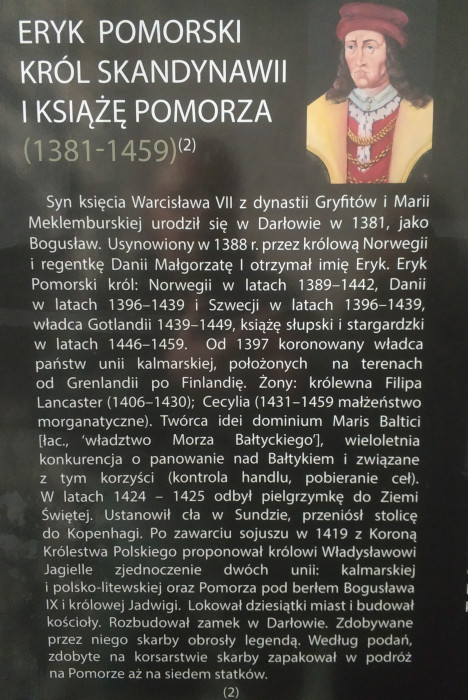 ERYK POMORSKI
KRÓL SKANDYNAWII
I KSIĄŻĘ POMORZA
(1381-1459)(2)
Syn księcia Warcisława VII z dynastii Gryfitów i Marii
Meklemburskiej urodził się w Darłowie w 1381, jako
Bogusław. Usynowiony w 1388 r. przez królową Norwegii
i regentkę Danii Małgorzatę I otrzymał imię Eryk. Eryk
Pomorski król: Norwegii w latach 1389–1442, Danii
w latach 1396–1439 i Szwecji w latach 1396–1439,
władca Gotlandii 1439–1449, książę słupski i stargardzki
w latach 1446–1459. Od 1397 koronowany władca
państw unii kalmarskiej, położonych na terenach
od Grenlandii po Finlandię. Żony: królewna Filipa
Lancaster (1406–1430); Cecylia (1431–1459 małżeństwo
morganatyczne). Twórca idei dominium Maris Baltici
[łac., 'władztwo Morza Bałtyckiego'], wieloletnia
konkurencja o panowanie nad Bałtykiem i związane
z tym korzyści (kontrola handlu, pobieranie ceł).
W latach 1424 – 1425 odbył pielgrzymkę do Ziemi
Świętej. Ustanowił cła w Sundzie, przeniósł stolicę
do Kopenhagi. Po zawarciu sojuszu w 1419 z Koroną
Królestwa Polskiego proponował królowi Władysławowi
Jagielle zjednoczenie dwóch unii: kalmarskiej
i polsko-litewskiej oraz Pomorza pod berłem Bogusława
IX i królowej Jadwigi. Lokował dziesiątki miast i budował
kościoły. Rozbudował zamek w Darłowie. Zdobywane
przez niego skarby obrosły legendą. Według podań,
zdobyte na korsarstwie skarby zapakował w podróż
na Pomorze aż na siedem statków.
(2)